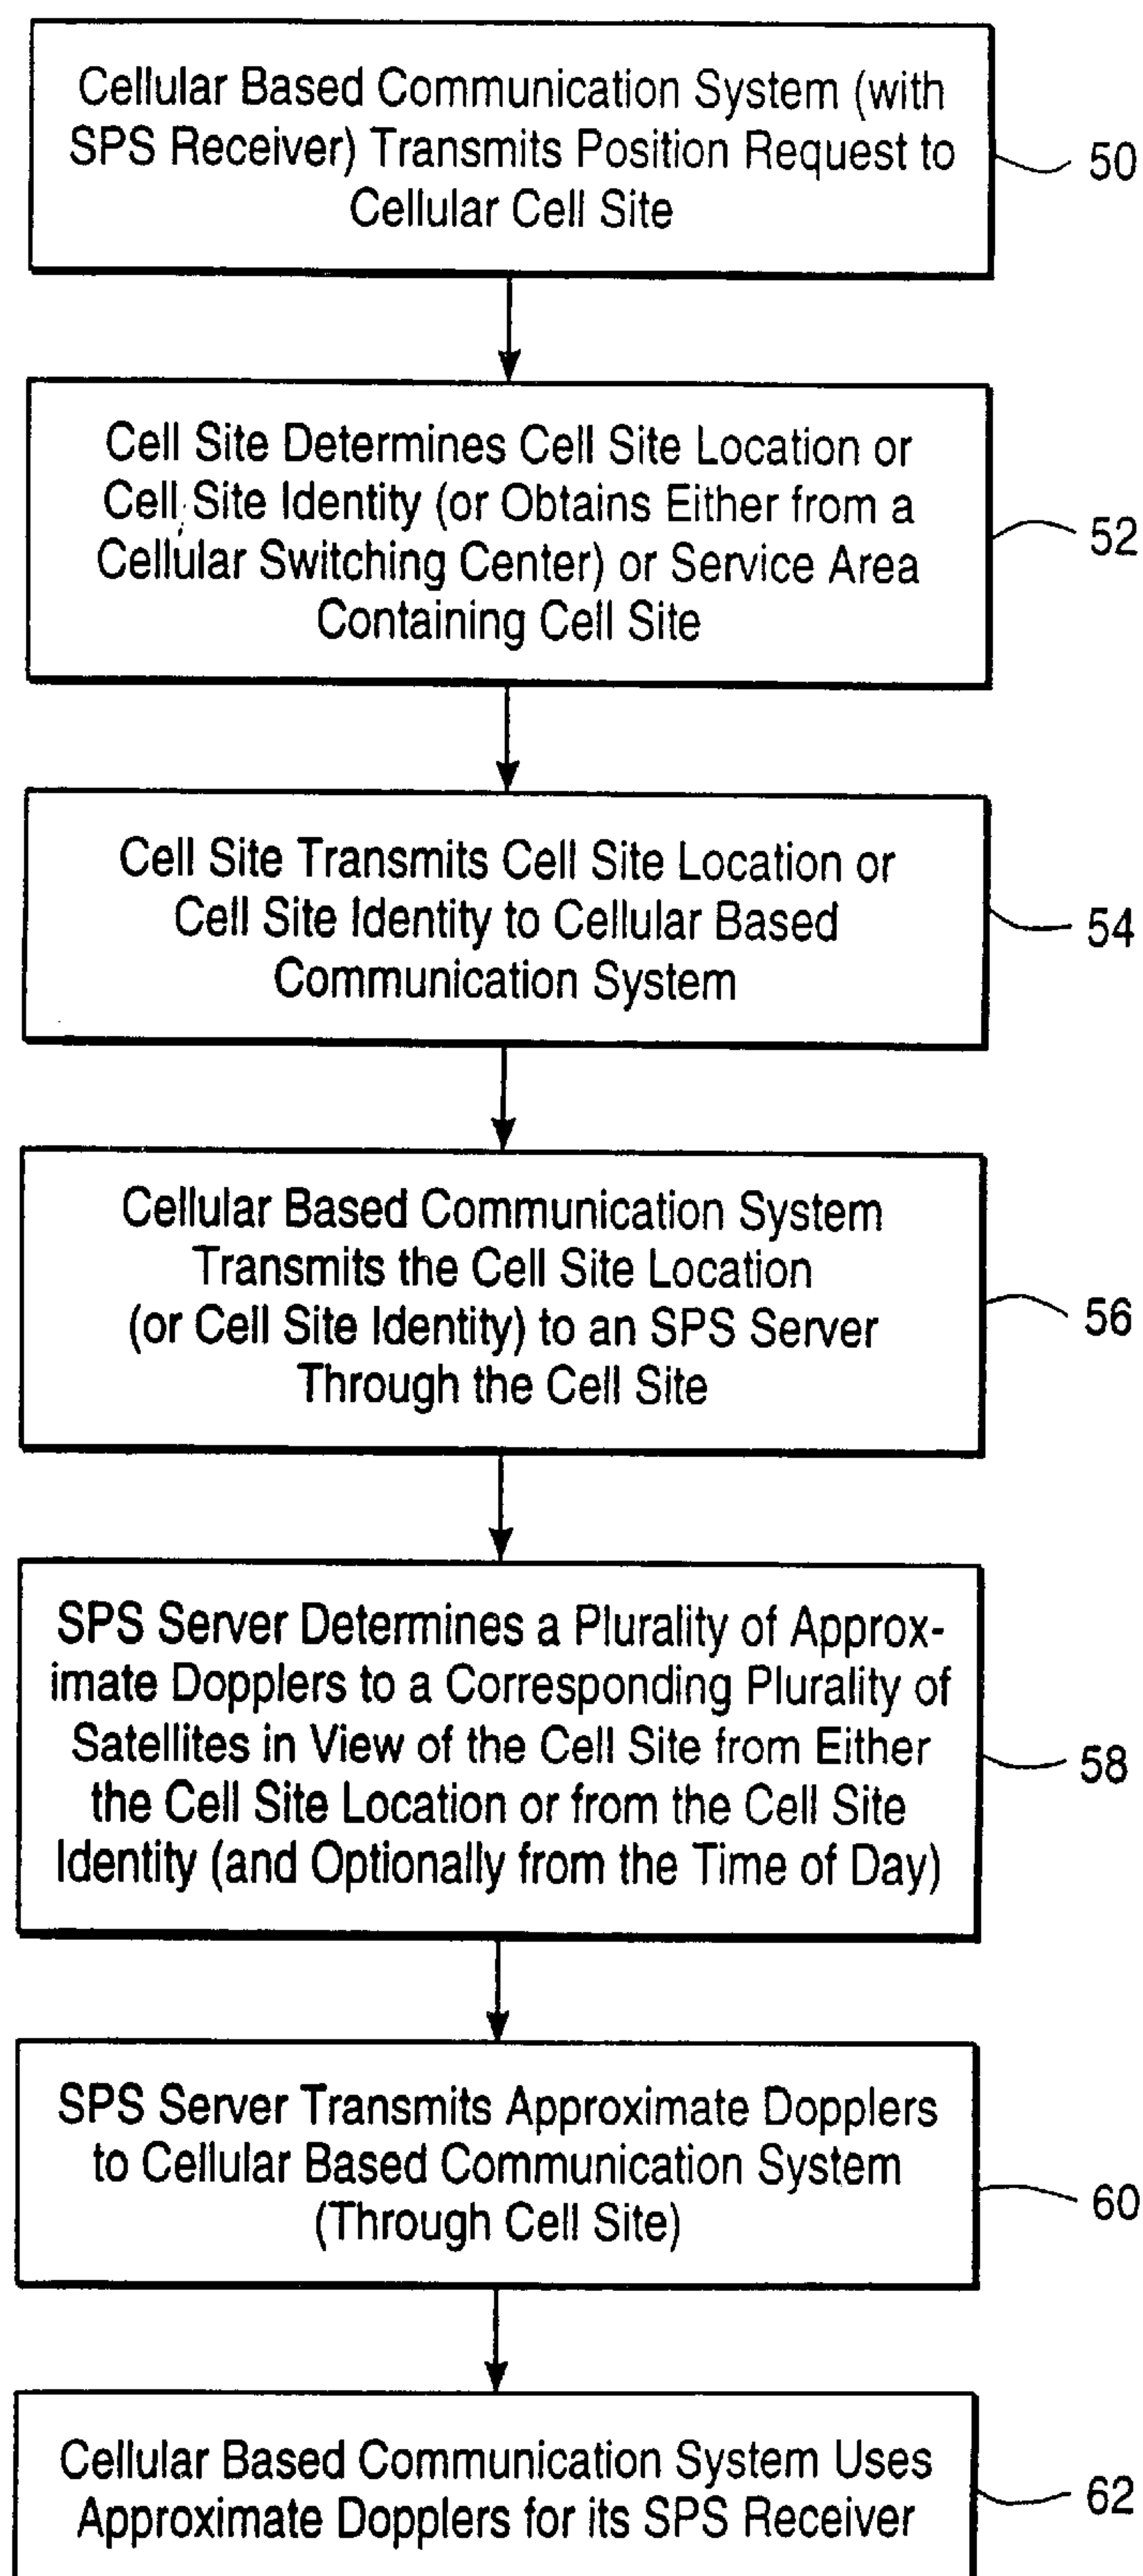 Cellular Based Communication System (with
SPS Receiver) Transmits Position Request to
Cellular Cell Site
50
Cell Site Determines Cell Site Location or
Cell Site Identity (or Obtains Either from a
Cellular Switching Center) or Service Area
Containing Cell Site
52
Cell Site Transmits Cell Site Location or
Cell Site Identity to Cellular Based
Communication System
54
Cellular Based Communication System
Transmits the Cell Site Location
(or Cell Site Identity) to an SPS Server
Through the Cell Site
56
SPS Server Determines a Plurality of Approx-
imate Dopplers to a Corresponding Plurality of
Satellites in View of the Cell Site from Either
the Cell Site Location or from the Cell Site
Identity (and Optionally from the Time of Day)
58
SPS Server Transmits Approximate Dopplers
to Cellular Based Communication System
(Through Cell Site)
60
Cellular Based Communication System Uses
Approximate Dopplers for its SPS Receiver
62